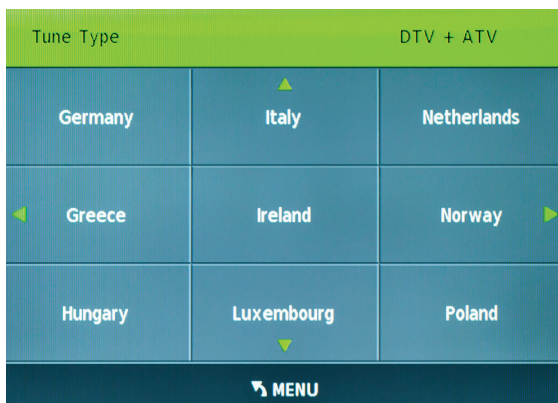 Tune Type DTV + ATV
Germany Italy Netherlands
Greece Ireland Norway
Hungary Luxembourg Poland
MENU